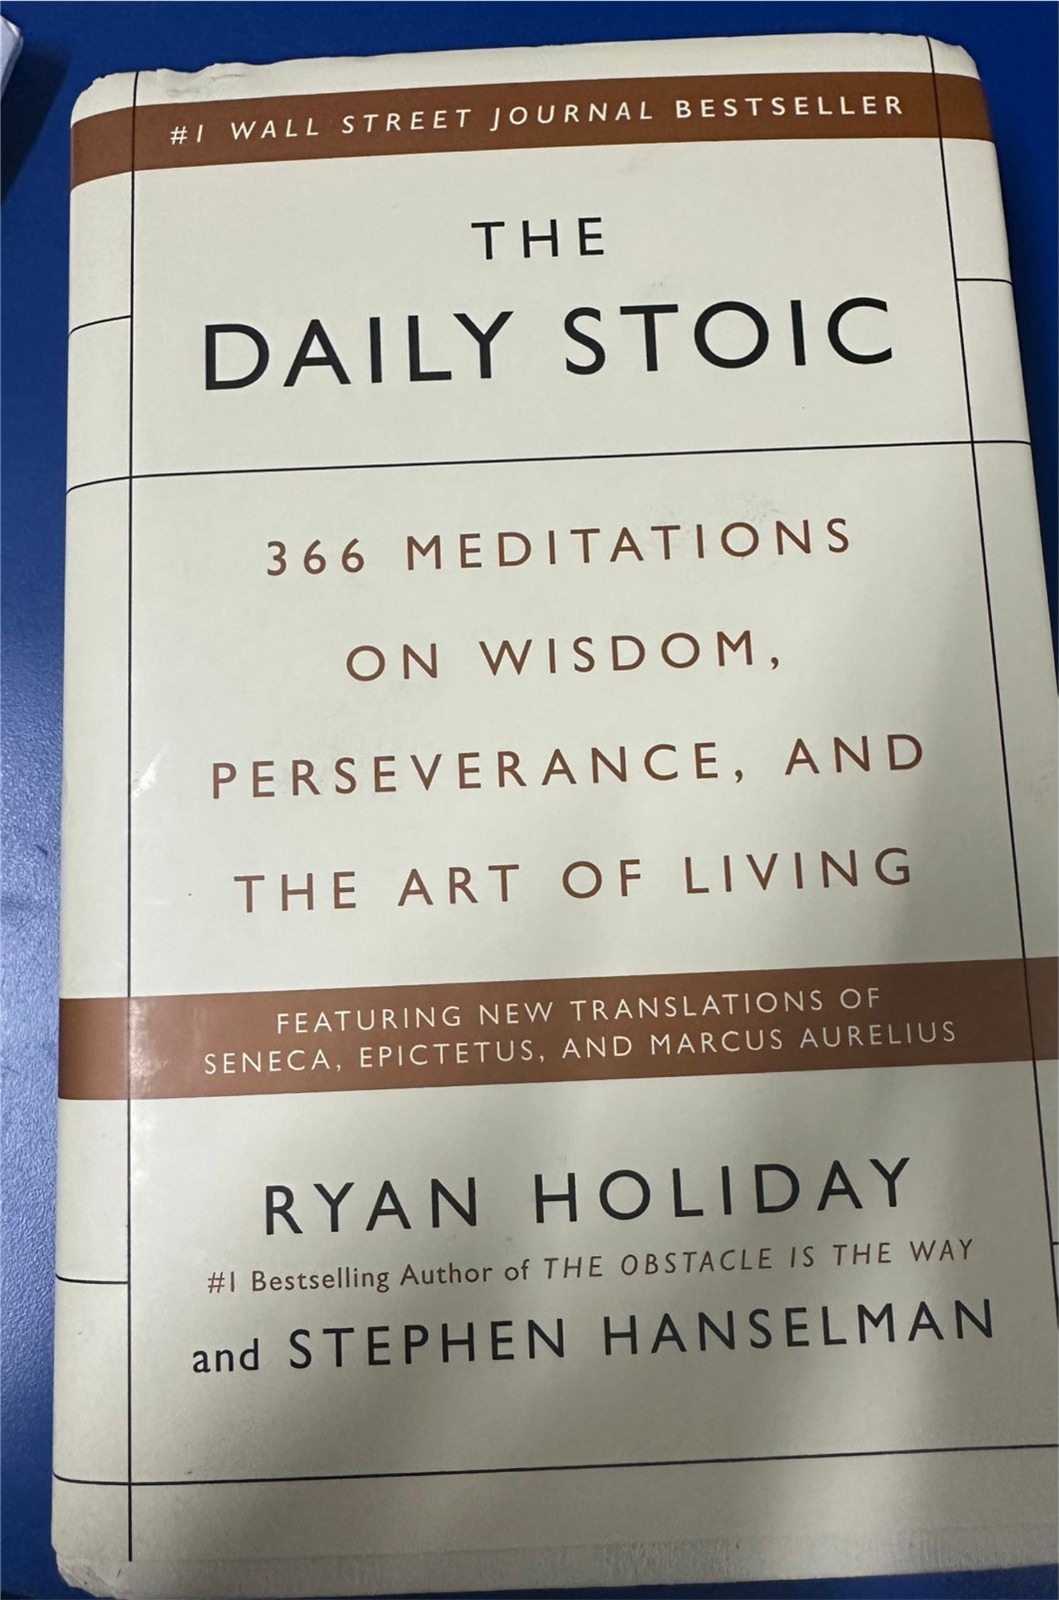 #1 WALL STREET JOURNAL BESTSELLER
THE
DAILY STOIC
366 MEDITATIONS
ON WISDOM,
PERSEVERANCE, AND
THE ART OF LIVING
FEATURING NEW TRANSLATIONS OF
SENECA, EPICTETUS, AND MARCUS AURELIUS
RYAN HOLIDAY
#1 Bestselling Author of THE OBSTACLE IS THE WAY
and STEPHEN HANSELMAN